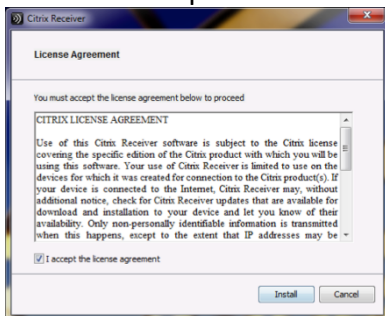 Citrix Receiver
License Agreement
You must accept the license agreement below to proceed
CITRIX LICENSE AGREEMENT
Use of this Citrix Receiver software is subject to the Citrix license
covering the specific edition of the Citrix product with which you will be
using this software. Your use of Citrix Receiver is limited to use on the
devices for which it was created for connection to the Citrix product(s). If
your device is connected to the Internet, Citrix Receiver may, without
additional notice, check for Citrix Receiver updates that are available for
download and installation to your device and let you know of their
availability. Only non-personally identifiable information is transmitted
when this happens, except to the extent that IP addresses may be
I accept the license agreement
Install Cancel